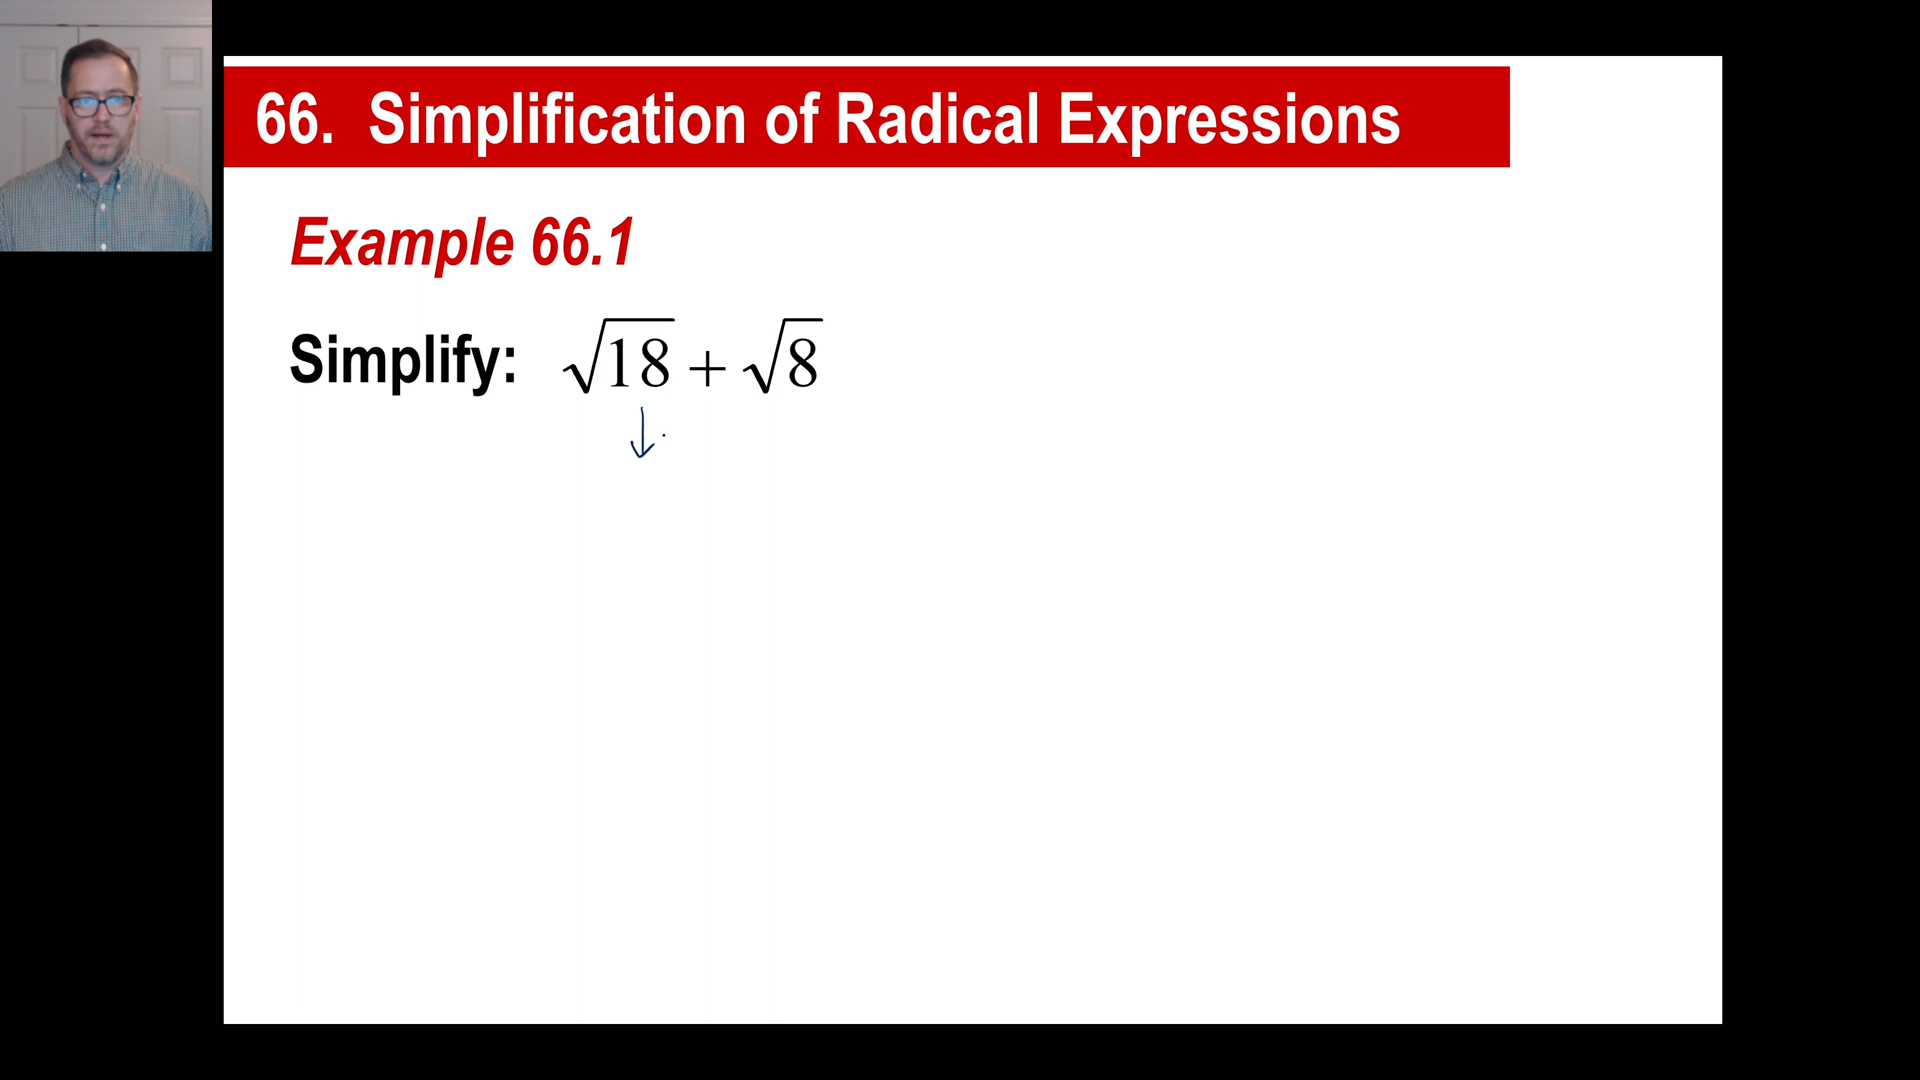 66. Simplification of Radical Expressions
Example 66.1
Simplify: √18 + √8